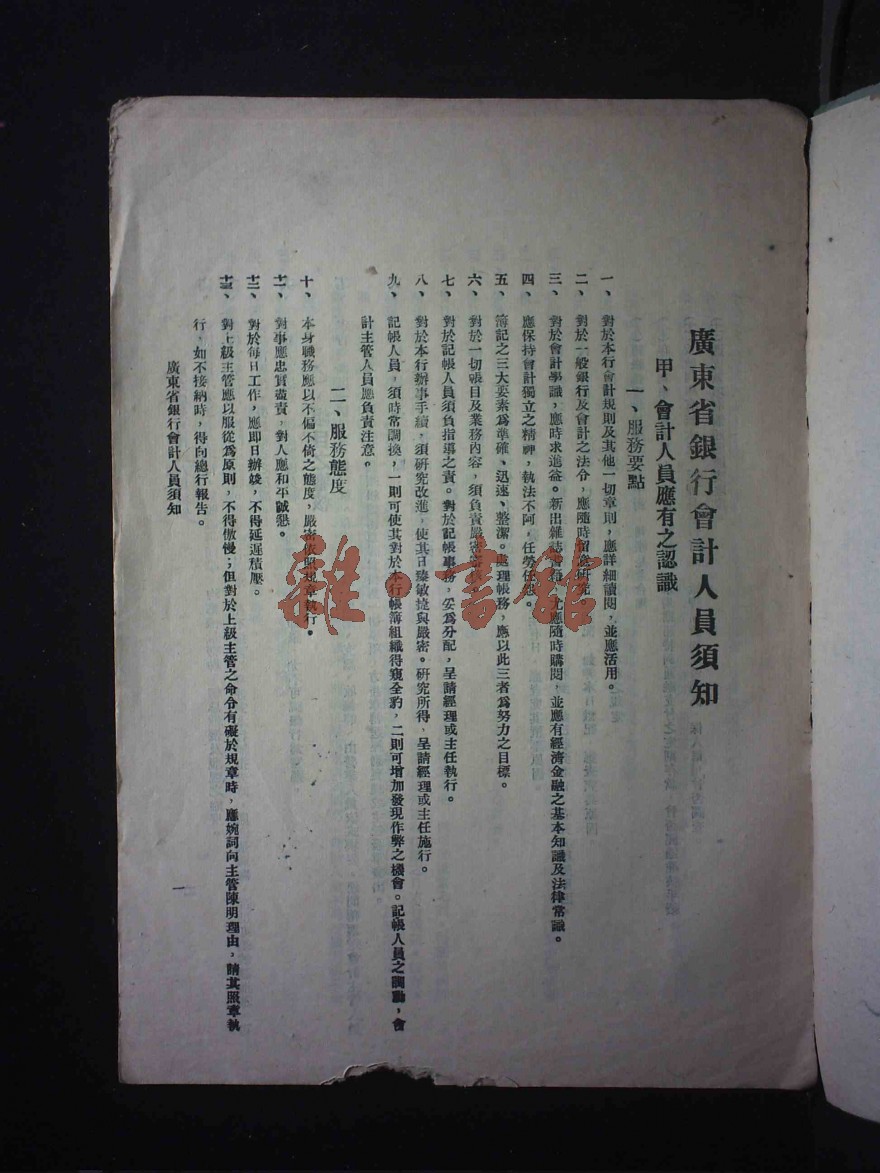 廣東省銀行會計人員須知
甲、會計人員應有之認識
一、服務要點
一、對於本行會計規則及其他一切章則，應詳細讀閱，並應活用。
二、對於一般銀行及會計之法令，應隨時留意研究
三、對於會計學識，應時求進益。新出雜誌書籍，尤應隨時購閱，並應有經濟金融之基本知識及法律常識。
四、應保持會計獨立之精神，執法不阿，任勞任怨。
五、簿記之三大要素爲準確、迅速、整潔。處理帳務，應以此三者爲努力之目標。
六、對於一切帳目及業務內容，須負責嚴密審核。
七、對於記帳人員須負指導之責。對於記帳事務，妥爲分配，呈請經理或主任執行。
八、對於本行辦事手續，須研究改進，使其日臻敏捷與嚴密。研究所得，呈請經理或主任施行。
九、記帳人員，須時常調換，一則可使其對於本行帳簿組織得窺全豹，二則可增加發現作弊之機會。記帳人員之調動，會
計主管人員應負責注意。
二、服務態度
十、本身職務應以不偏不倚之態度，嚴密依照規章執行。
十一、對事應忠實盡責，對人應和平誠懇。
十二、對於每日工作，應即日辦竣，不得延遲積壓。
十三、對上級主管應以服從爲原則，不得傲慢；但對於上級主管之命令有礙於規章時，應婉詞向主管陳明理由，請其照章執
行，如不接納時，得向總行報告。
廣東省銀行會計人員須知
一
雜·書館